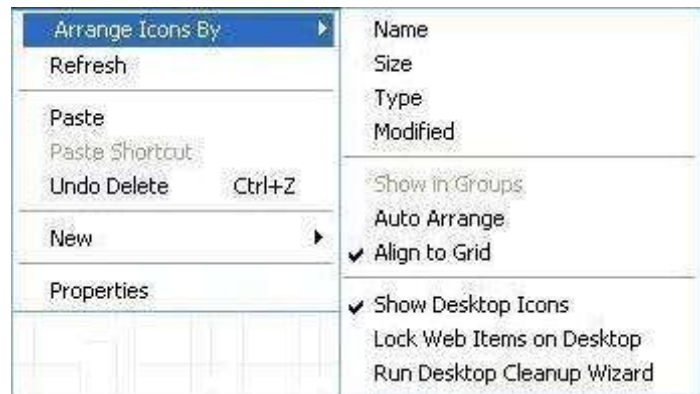 Arrange Icons By
Refresh
Paste
Paste Shortcut
Undo Delete Ctrl+Z
New
Properties
Name
Size
Type
Modified
Show in Groups
Auto Arrange
Align to Grid
Show Desktop Icons
Lock Web Items on Desktop
Run Desktop Cleanup Wizard